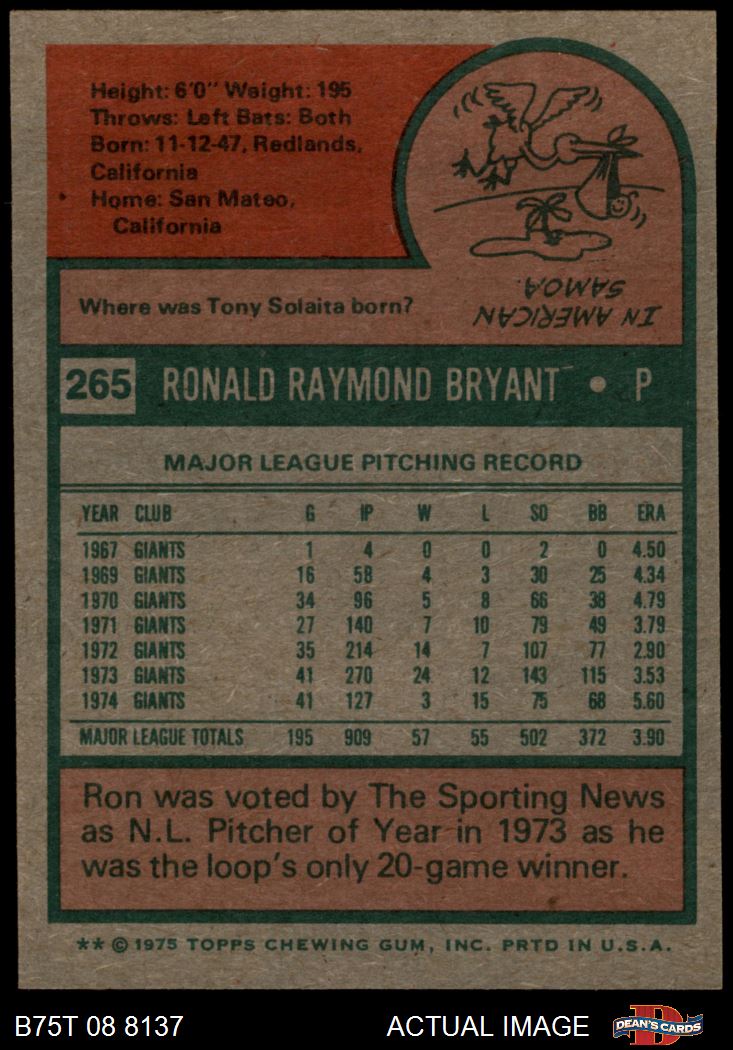 Height: 6'0" Weight: 195
Throws: Left Bats: Both
Born: 11-12-47, Redlands,
California
Home: San Mateo,
California
Where was Tony Solaita born?
IN AMERICAN
SAMOA.
265 RONALD RAYMOND BRYANT • P
MAJOR LEAGUE PITCHING RECORD
YEAR CLUB G IP W L SO BB ERA
1967 GIANTS 1 4 0 0 2 0 4.50
1969 GIANTS 16 58 4 3 30 25 4.34
1970 GIANTS 34 96 5 8 66 38 4.79
1971 GIANTS 27 140 7 10 79 49 3.79
1972 GIANTS 35 214 14 7 107 77 2.90
1973 GIANTS 41 270 24 12 143 115 3.53
1974 GIANTS 41 127 3 15 75 68 5.60
MAJOR LEAGUE TOTALS 195 909 57 55 502 372 3.90
Ron was voted by The Sporting News
as N.L. Pitcher of Year in 1973 as he
was the loop's only 20-game winner.
** © 1975 TOPPS CHEWING GUM, INC. PRTD IN U.S.A.
B75T 08 8137 ACTUAL IMAGE D DEAN'S CARDS